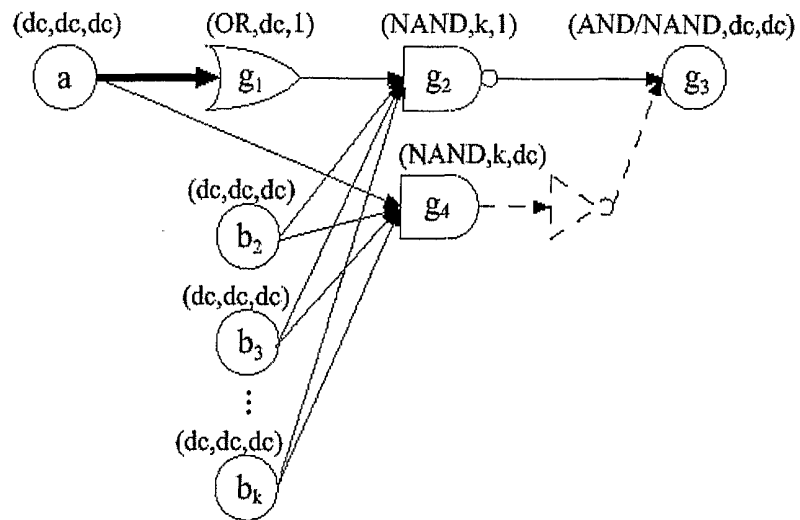 (dc,dc,dc) (OR,dc,1) (NAND,k,1) (AND/NAND,dc,dc)
a g1 g2 g3
(NAND,k,dc)
(dc,dc,dc) g4
b2
(dc,dc,dc)
b3
⋮
(dc,dc,dc)
bk